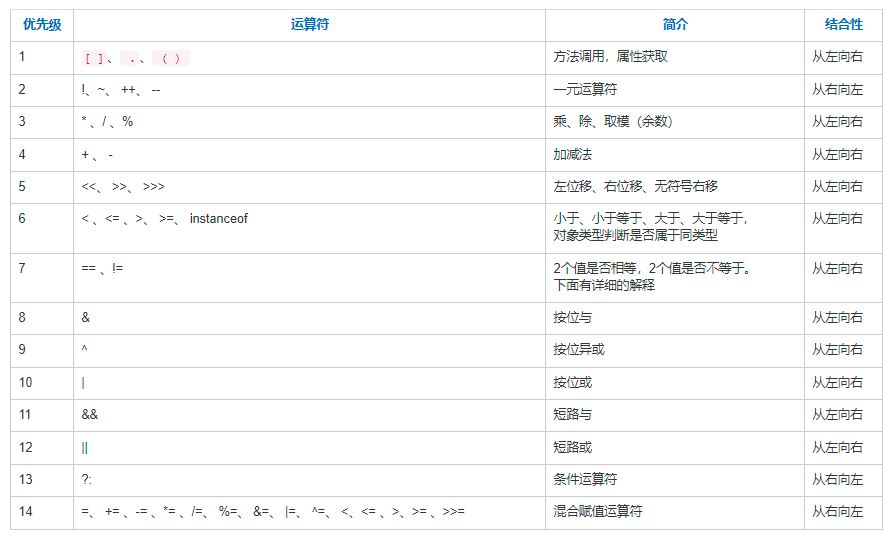 优先级 运算符 简介 结合性
1 [ ]、 .、 ( ) 方法调用，属性获取 从左向右
2 !、~、 ++、 -- 一元运算符 从右向左
3 * 、/ 、% 乘、除、取模（余数） 从左向右
4 + 、 - 加减法 从左向右
5 <<、 >>、 >>> 左位移、右位移、无符号右移 从左向右
6 < 、<= 、>、 >=、 instanceof 小于、小于等于、大于、大于等于， 从左向右
对象类型判断是否属于同类型
7 == 、!= 2个值是否相等，2个值是否不等于。 从左向右
下面有详细的解释
8 & 按位与 从左向右
9 ^ 按位异或 从左向右
10 | 按位或 从左向右
11 && 短路与 从左向右
12 || 短路或 从左向右
13 ?: 条件运算符 从右向左
14 =、 += 、-= 、*= 、/=、 %=、 &=、 |=、 ^=、 <、<= 、>、>= 、>>= 混合赋值运算符 从右向左